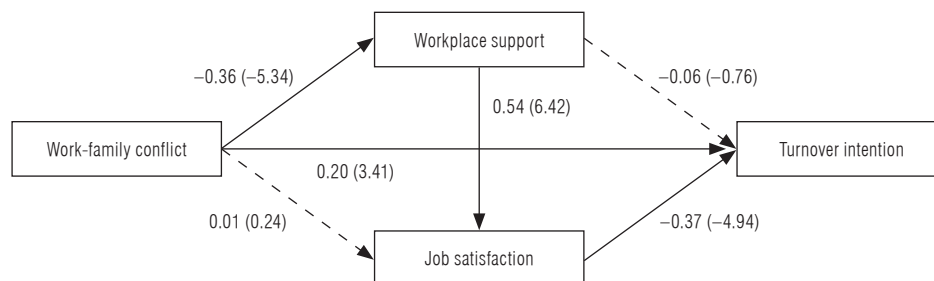 Workplace support
−0.36 (−5.34)
−0.06 (−0.76)
0.54 (6.42)
Work-family conflict
Turnover intention
0.20 (3.41)
0.01 (0.24)
−0.37 (−4.94)
Job satisfaction